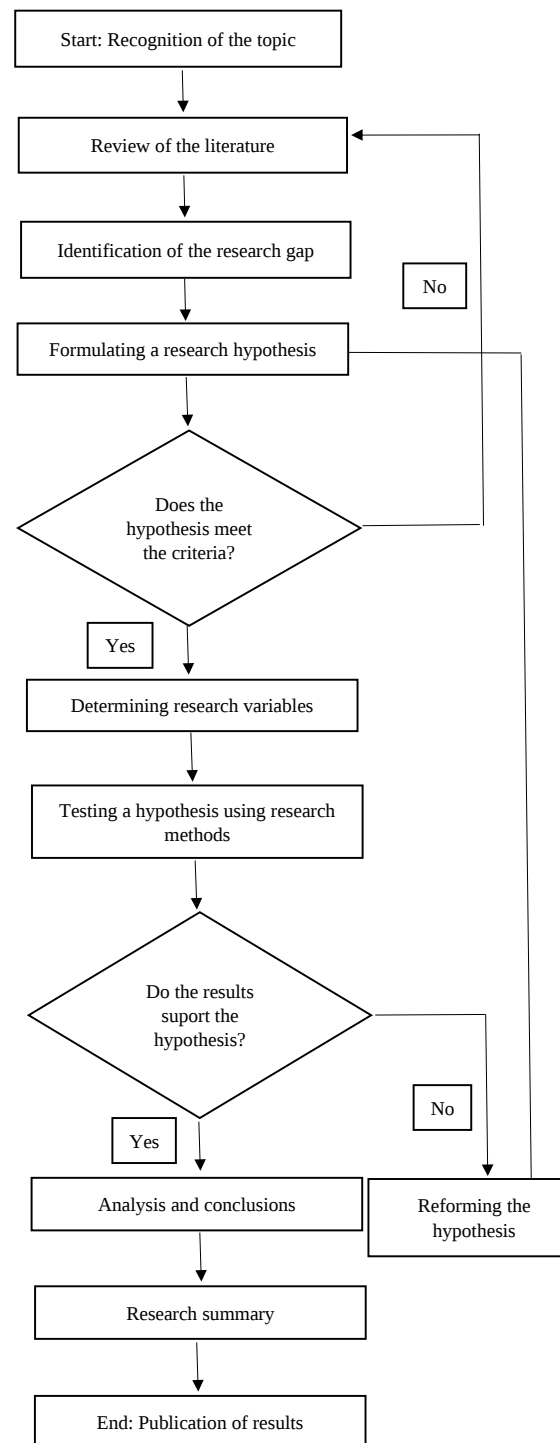 Start: Recognition of the topic
Review of the literature
Identification of the research gap
No
Formulating a research hypothesis
Does the
hypothesis meet
the criteria?
Yes
Determining research variables
Testing a hypothesis using research
methods
Do the results
suport the
hypothesis?
No
Yes
Analysis and conclusions
Reforming the
hypothesis
Research summary
End: Publication of results